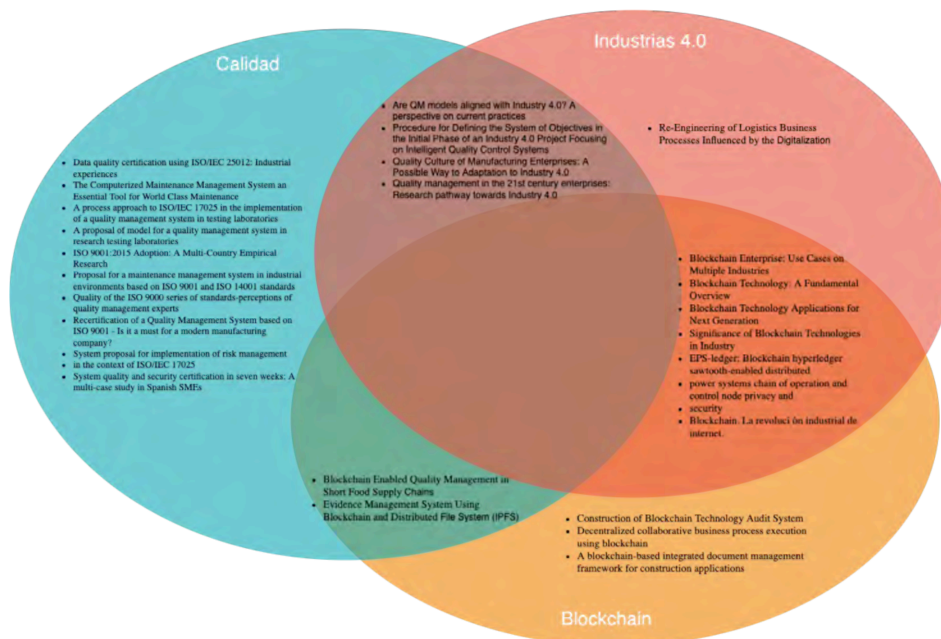 Industrias 4.0
Calidad
• Are QM models aligned with Industry 4.0? A
perspective on current practices
• Procedure for Defining the System of Objectives in
the Initial Phase of an Industry 4.0 Project Focusing
on Intelligent Quality Control Systems
• Quality Culture of Manufacturing Enterprises: A
Possible Way to Adaptation to Industry 4.0
• Quality management in the 21st century enterprises:
Research pathway towards Industry 4.0
• Re-Engineering of Logistics Business
Processes Influenced by the Digitalization
• Data quality certification using ISO/IEC 25012: Industrial
experiences
• The Computerized Maintenance Management System an
Essential Tool for World Class Maintenance
• A process approach to ISO/IEC 17025 in the implementation
of a quality management system in testing laboratories
• A proposal of model for a quality management system in
research testing laboratories
• ISO 9001:2015 Adoption: A Multi-Country Empirical
Research
• Proposal for a maintenance management system in industrial
environments based on ISO 9001 and ISO 14001 standards
• Quality of the ISO 9000 series of standards-perceptions of
quality management experts
• Recertification of a Quality Management System based on
ISO 9001 - Is it a must for a modern manufacturing
company?
• System proposal for implementation of risk management
• in the context of ISO/IEC 17025
• System quality and security certification in seven weeks: A
multi-case study in Spanish SMEs
• Blockchain Enterprise: Use Cases on
Multiple Industries
• Blockchain Technology: A Fundamental
Overview
• Blockchain Technology Applications for
Next Generation
• Significance of Blockchain Technologies
in Industry
• EPS-ledger: Blockchain hyperledger
sawtooth-enabled distributed
• power systems chain of operation and
control node privacy and
• security
• Blockchain. La revoluci ón industrial de
internet.
• Blockchain Enabled Quality Management in
Short Food Supply Chains
• Evidence Management System Using
Blockchain and Distributed File System (IPFS)
• Construction of Blockchain Technology Audit System
• Decentralized collaborative business process execution
using blockchain
• A blockchain-based integrated document management
framework for construction applications
Blockchain